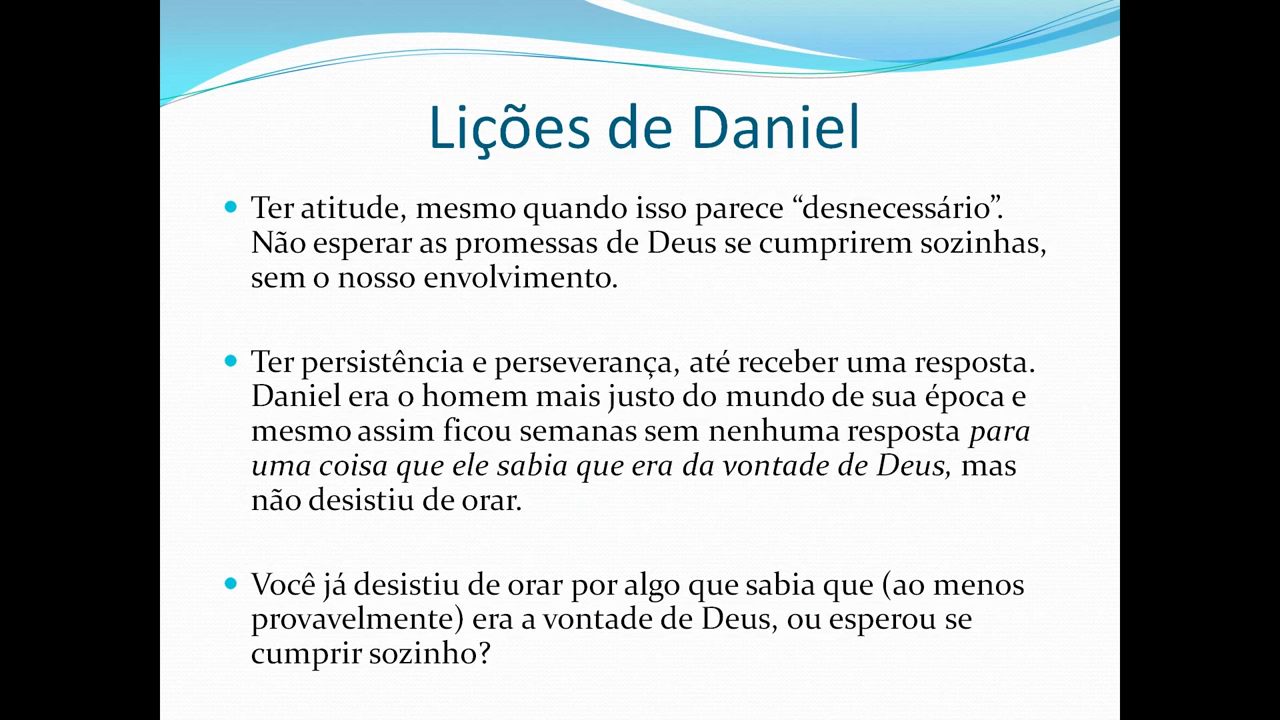 Lições de Daniel
• Ter atitude, mesmo quando isso parece “desnecessário”.
Não esperar as promessas de Deus se cumprirem sozinhas,
sem o nosso envolvimento.
• Ter persistência e perseverança, até receber uma resposta.
Daniel era o homem mais justo do mundo de sua época e
mesmo assim ficou semanas sem nenhuma resposta para
uma coisa que ele sabia que era da vontade de Deus, mas
não desistiu de orar.
• Você já desistiu de orar por algo que sabia que (ao menos
provavelmente) era a vontade de Deus, ou esperou se
cumprir sozinho?